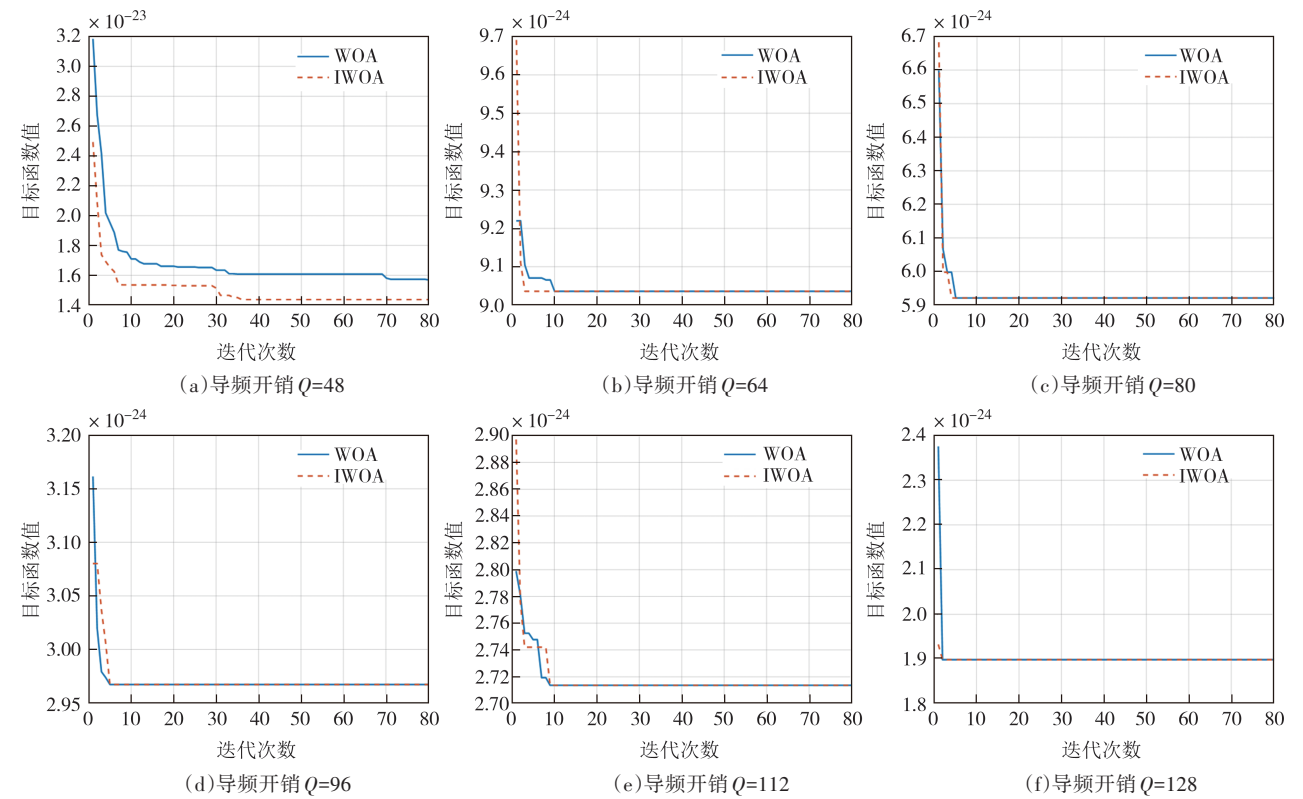 × 10−23
3.2
3.0
2.8
2.6
2.4
2.2
2.0
1.8
1.6
1.4
WOA
IWOA
目标函数值
0 10 20 30 40 50 60 70 80
迭代次数
(a)导频开销Q=48
× 10−24
9.7
9.6
9.5
9.4
9.3
9.2
9.1
9.0
WOA
IWOA
目标函数值
0 10 20 30 40 50 60 70 80
迭代次数
(b)导频开销Q=64
× 10−24
6.7
6.6
6.5
6.4
6.3
6.2
6.1
6.0
5.9
WOA
IWOA
目标函数值
0 10 20 30 40 50 60 70 80
迭代次数
(c)导频开销Q=80
× 10−24
3.20
3.15
3.10
3.05
3.00
2.95
WOA
IWOA
目标函数值
0 10 20 30 40 50 60 70 80
迭代次数
(d)导频开销Q=96
× 10−24
2.90
2.88
2.86
2.84
2.82
2.80
2.78
2.76
2.74
2.72
2.70
WOA
IWOA
目标函数值
0 10 20 30 40 50 60 70 80
迭代次数
(e)导频开销Q=112
× 10−24
2.4
2.3
2.2
2.1
2.0
1.9
1.8
WOA
IWOA
目标函数值
0 10 20 30 40 50 60 70 80
迭代次数
(f)导频开销Q=128